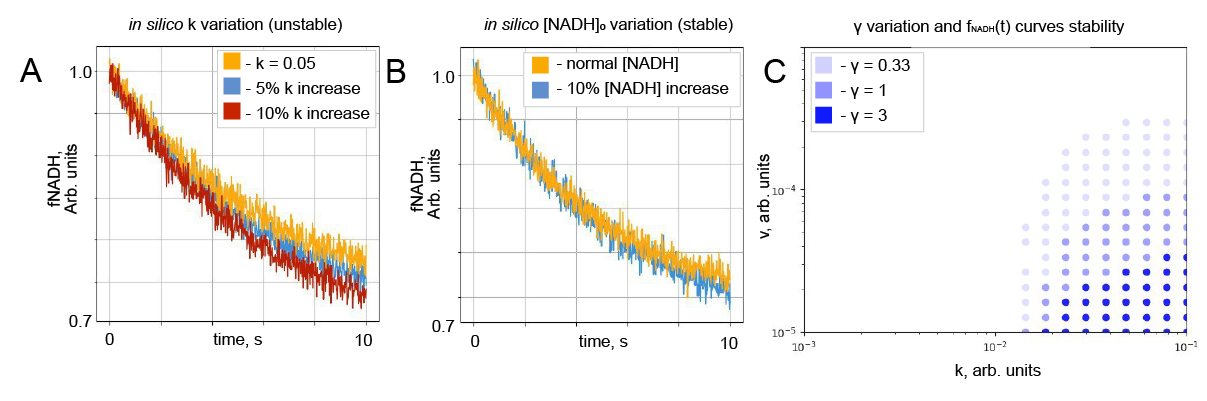 in silico k variation (unstable)
A
- k = 0.05
- 5% k increase
- 10% k increase
1.0
0.7
fNADH,
Arb. units
0
time, s
10
in silico [NADH]₀ variation (stable)
B
- normal [NADH]
- 10% [NADH] increase
1.0
0.7
fNADH,
Arb. units
0
time, s
10
γ variation and fNADH(t) curves stability
C
- γ = 0.33
- γ = 1
- γ = 3
10⁻⁴
10⁻⁵
v, arb. units
10⁻³
10⁻²
10⁻¹
k, arb. units